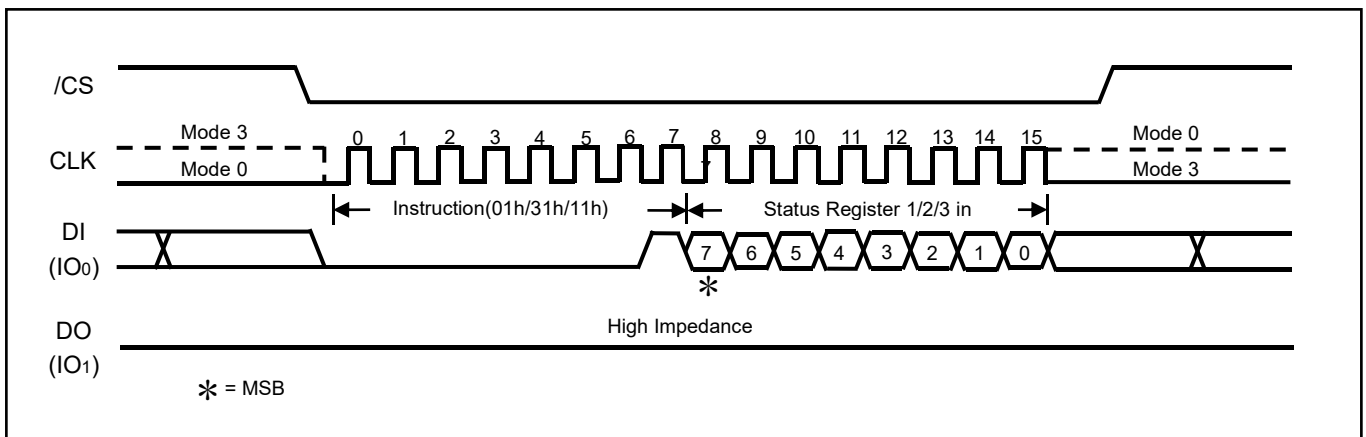 /CS
Mode 3
0 1 2 3 4 5 6 7 8 9 10 11 12 13 14 15
Mode 0
CLK
7
Mode 0
Mode 3
Instruction(01h/31h/11h)
Status Register 1/2/3 in
DI
(IO0)
7 6 5 4 3 2 1 0
*
High Impedance
DO
(IO1)
* = MSB